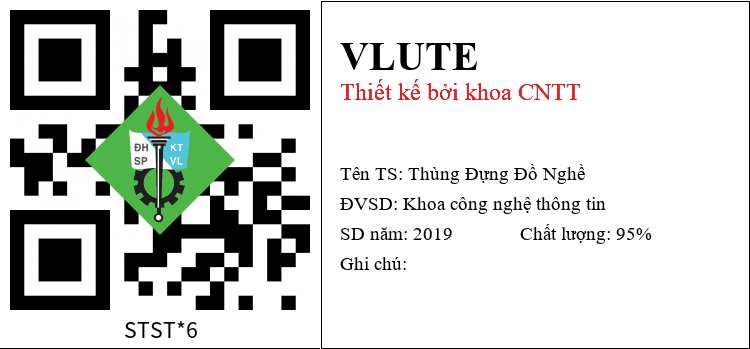 ĐH KT
SP VL
STST*6
VLUTE
Thiết kế bởi khoa CNTT
Tên TS: Thùng Đựng Đồ Nghề
ĐVSD: Khoa công nghệ thông tin
SD năm: 2019 Chất lượng: 95%
Ghi chú: